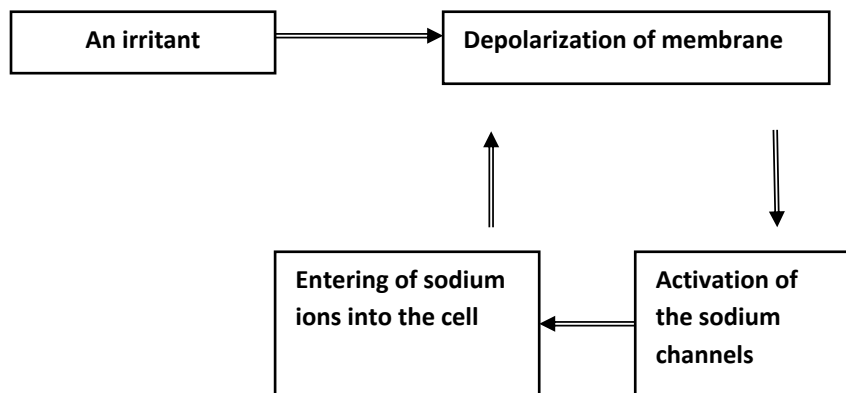 An irritant
Depolarization of membrane
Entering of sodium
ions into the cell
Activation of
the sodium
channels